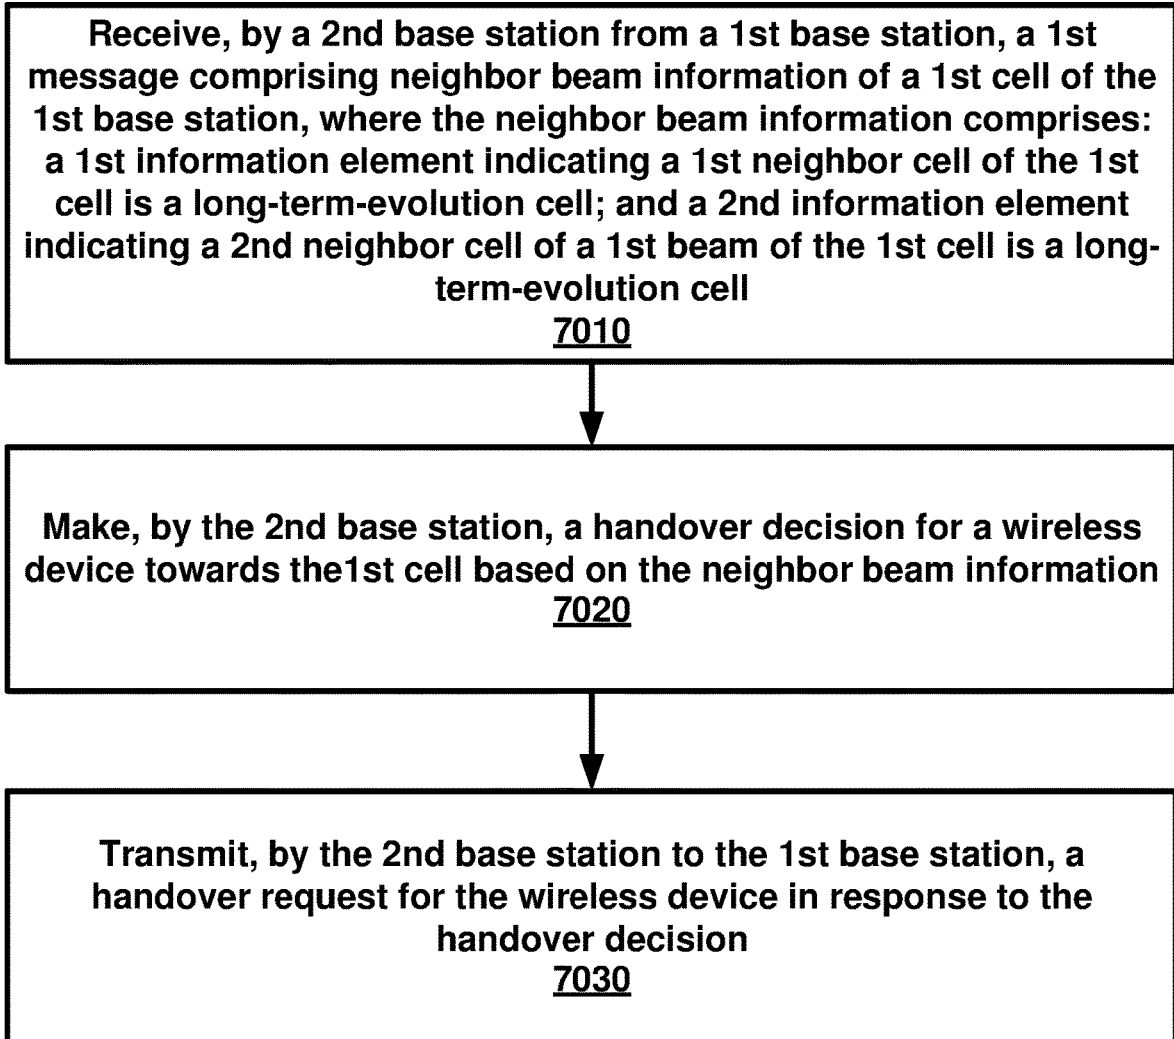 Receive, by a 2nd base station from a 1st base station, a 1st
message comprising neighbor beam information of a 1st cell of the
1st base station, where the neighbor beam information comprises:
a 1st information element indicating a 1st neighbor cell of the 1st
cell is a long-term-evolution cell; and a 2nd information element
indicating a 2nd neighbor cell of a 1st beam of the 1st cell is a long-
term-evolution cell
7010
Make, by the 2nd base station, a handover decision for a wireless
device towards the1st cell based on the neighbor beam information
7020
Transmit, by the 2nd base station to the 1st base station, a
handover request for the wireless device in response to the
handover decision
7030